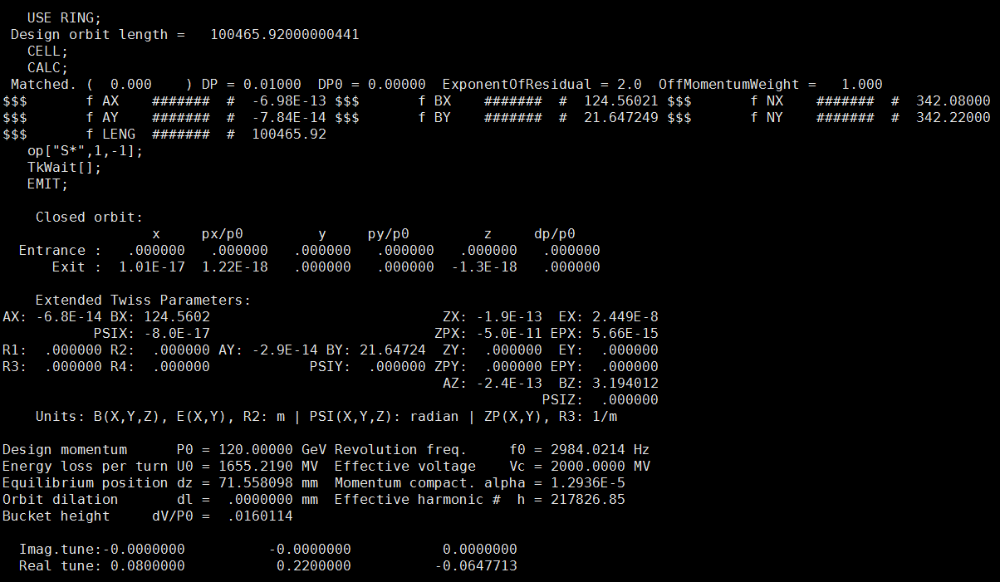 USE RING;
Design orbit length =   100465.92000000441
CELL;
CALC;
Matched. (  0.000    ) DP = 0.01000  DP0 = 0.00000  ExponentOfResidual = 2.0  OffMomentumWeight =   1.000
$$$       f AX    #######  #  -6.98E-13 $$$       f BX    #######  #  124.56021 $$$       f NX    #######  #  342.08000
$$$       f AY    #######  #  -7.84E-14 $$$       f BY    #######  #  21.647249 $$$       f NY    #######  #  342.22000
$$$       f LENG  #######  #  100465.92
op["S*",1,-1];
TkWait[];
EMIT;
Closed orbit:
x     px/p0         y     py/p0         z     dp/p0
Entrance :   .000000   .000000   .000000   .000000   .000000   .000000
Exit :  1.01E-17  1.22E-18   .000000   .000000  -1.3E-18   .000000
Extended Twiss Parameters:
AX: -6.8E-14 BX: 124.5602                            ZX: -1.9E-13  EX: 2.449E-8
PSIX: -8.0E-17                           ZPX: -5.0E-11 EPX: 5.66E-15
R1:  .000000 R2:  .000000 AY: -2.9E-14 BY: 21.64724  ZY:  .000000  EY:  .000000
R3:  .000000 R4:  .000000            PSIY:  .000000 ZPY:  .000000 EPY:  .000000
AZ: -2.4E-13  BZ: 3.194012
PSIZ:  .000000
Units: B(X,Y,Z), E(X,Y), R2: m | PSI(X,Y,Z): radian | ZP(X,Y), R3: 1/m
Design momentum      P0 = 120.00000 GeV Revolution freq.     f0 = 2984.0214 Hz
Energy loss per turn U0 = 1655.2190 MV  Effective voltage    Vc = 2000.0000 MV
Equilibrium position dz = 71.558098 mm  Momentum compact. alpha = 1.2936E-5
Orbit dilation       dl =  .0000000 mm  Effective harmonic #  h = 217826.85
Bucket height     dV/P0 =  .0160114
Imag.tune:-0.0000000          -0.0000000           0.0000000
Real tune: 0.0800000           0.2200000          -0.0647713